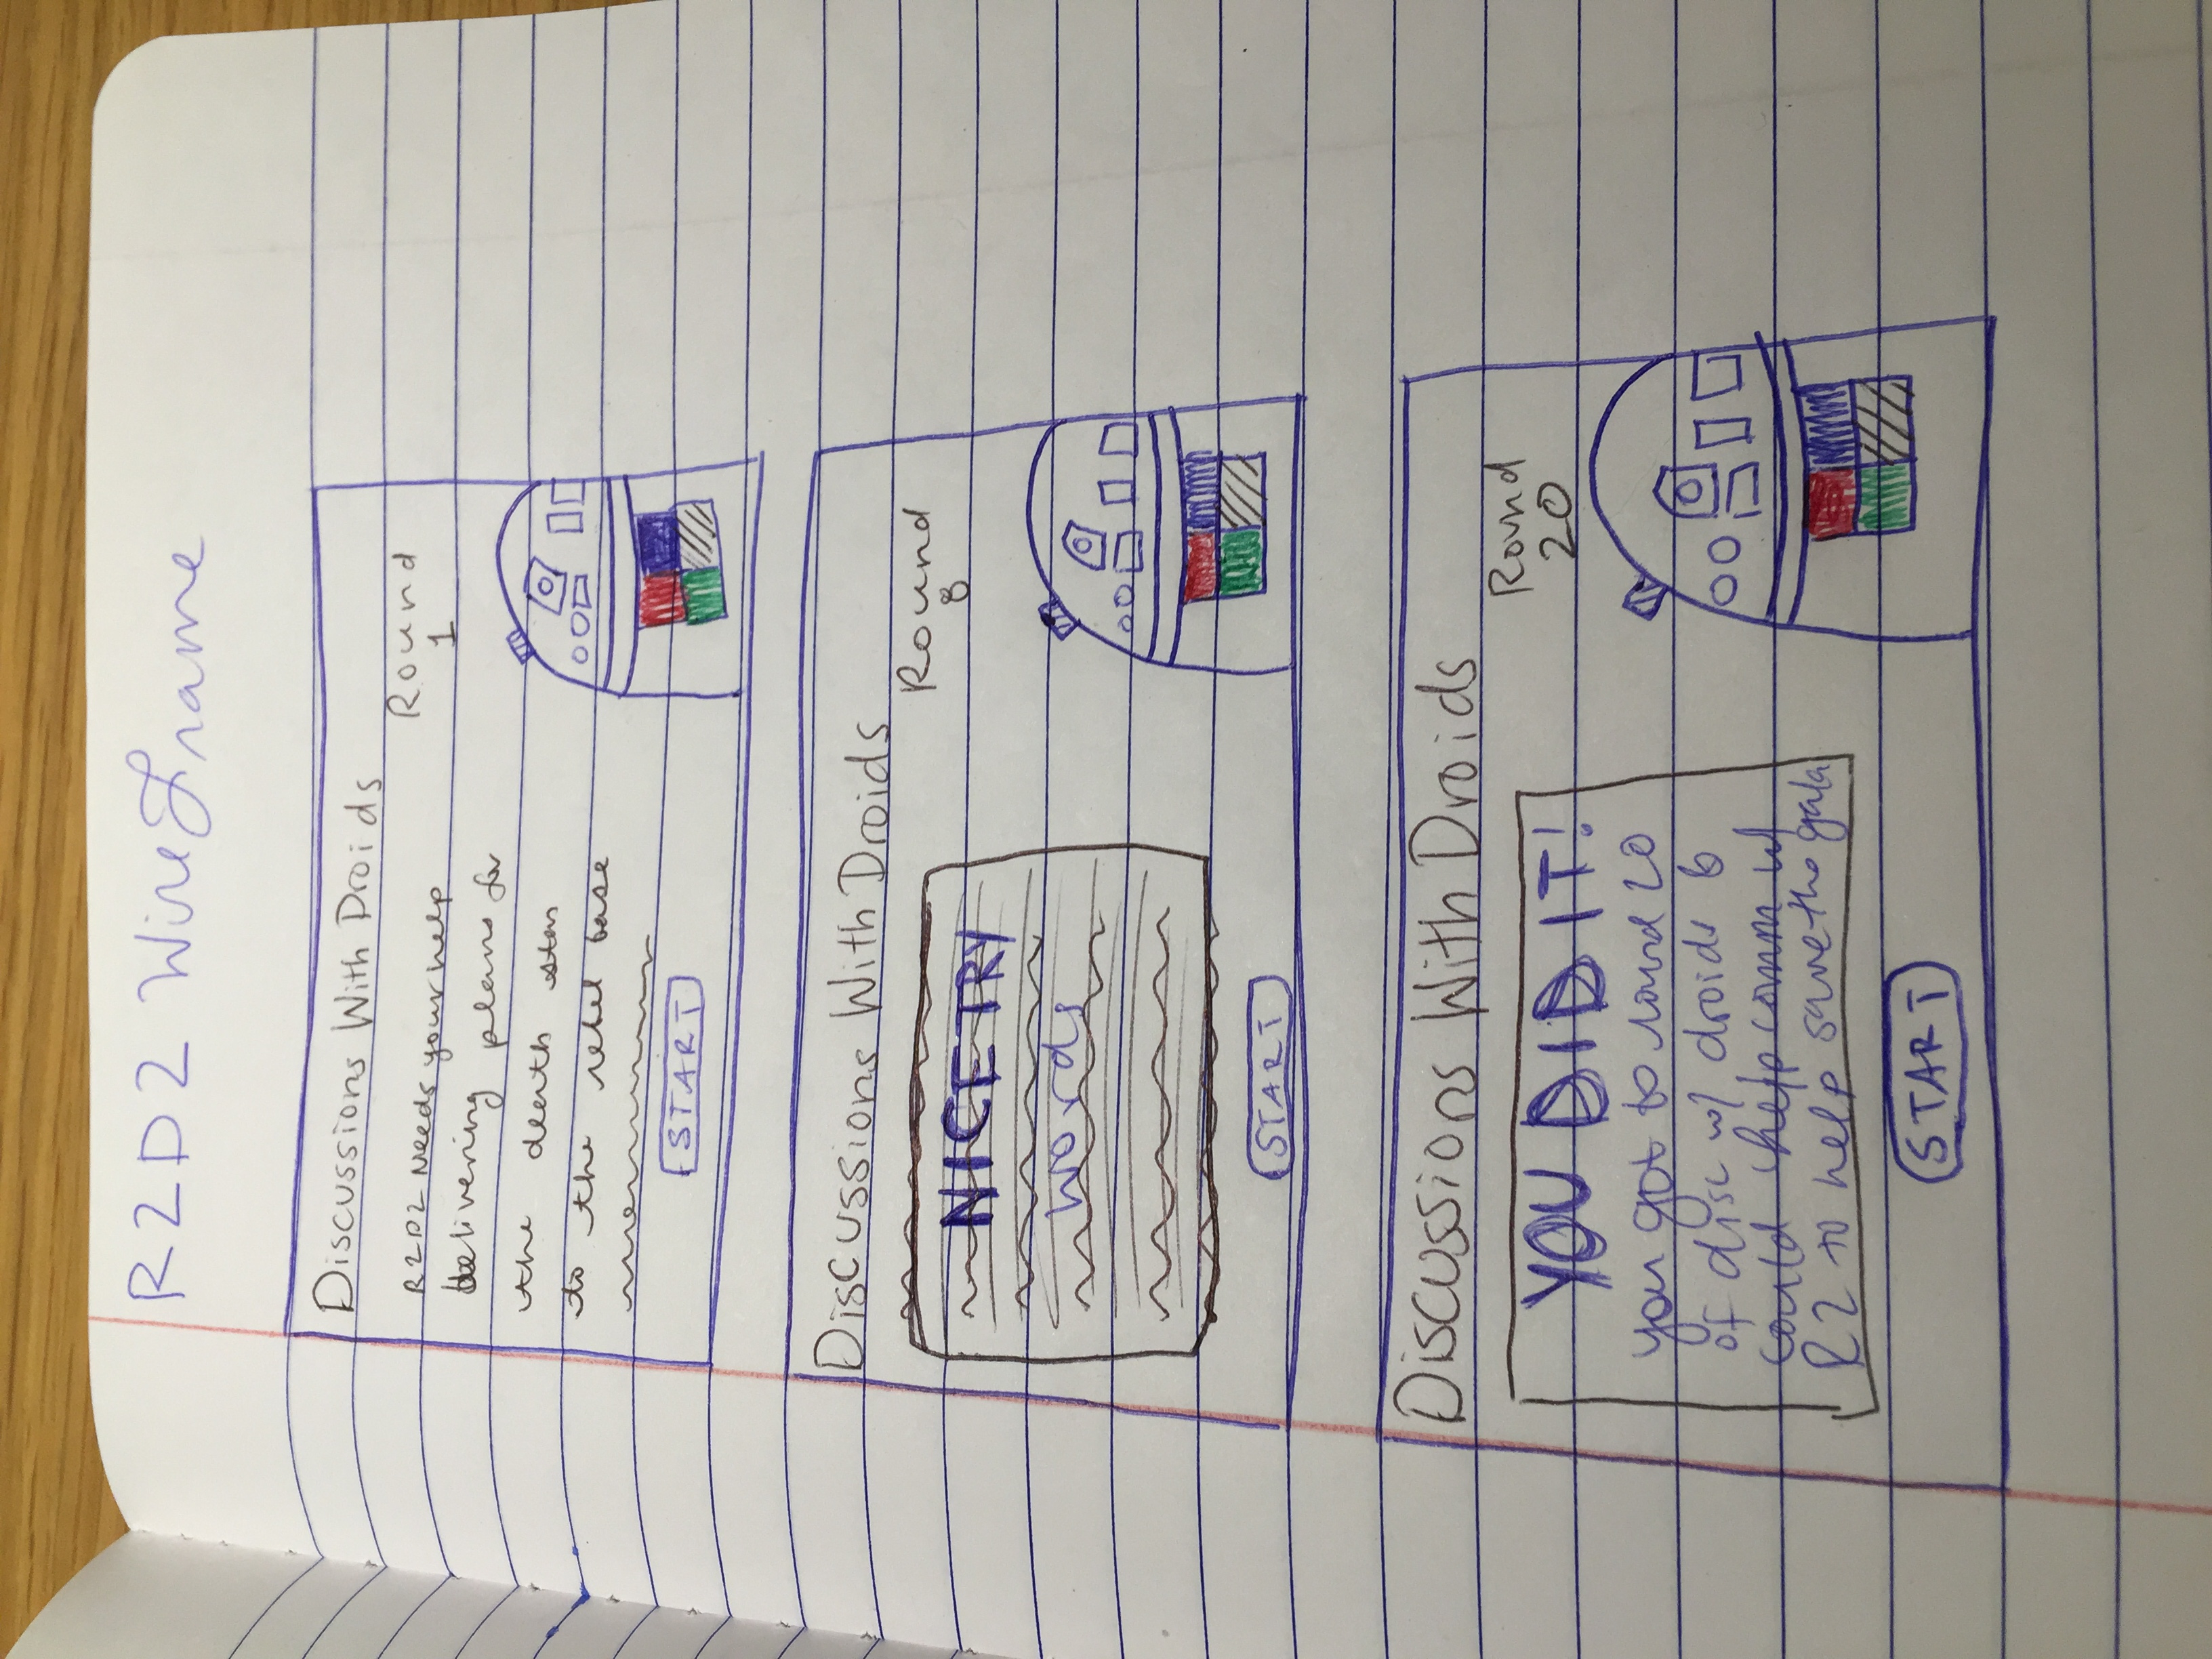 R2D2 Wire Frame
Discussions With Droids
Round
1
R2D2 Needs your help
delivering plans for
the death star
to the rebel base
START
Discussions With Droids
Round
8
NICE TRY
words
START
Discussions With Droids
Round
20
YOU DID IT!
you got to round 20
of disc w/ droids &
could help comm w/
R2 to help save the gala
START